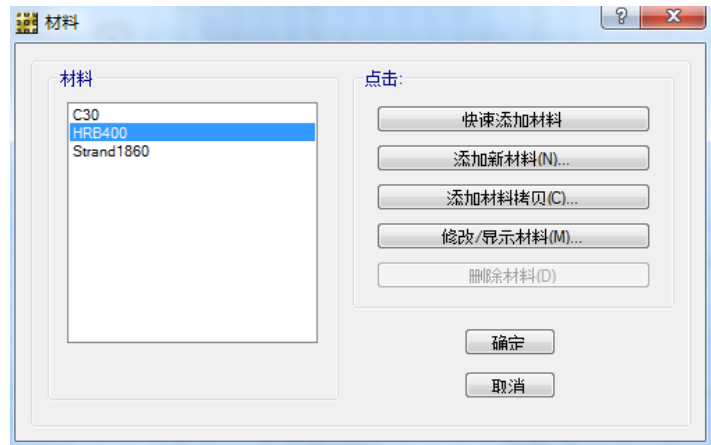 材料
?
X
材料
C30
HRB400
Strand1860
点击:
快速添加材料
添加新材料(N)...
添加材料拷贝(C)...
修改/显示材料(M)...
删除材料(D)
确定
取消